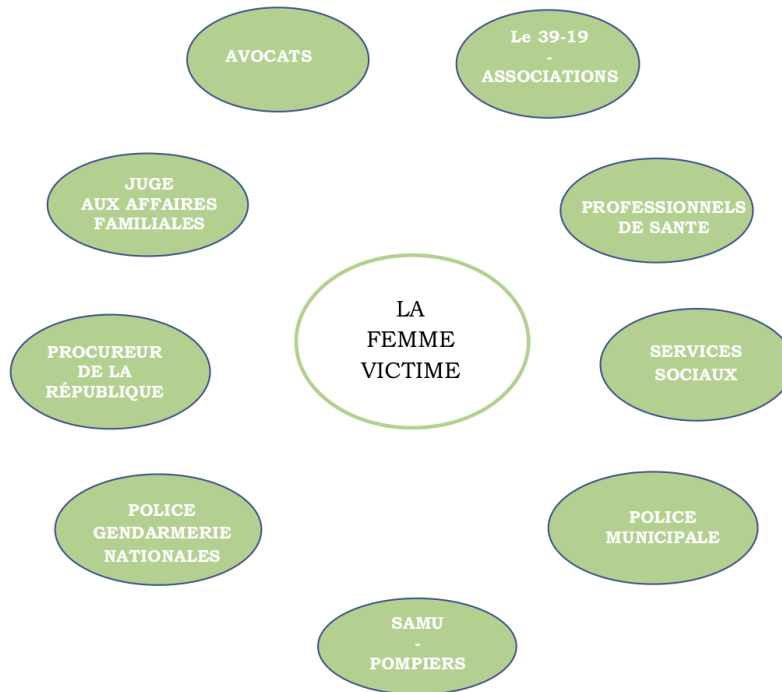 AVOCATS
Le 39-19
-
ASSOCIATIONS
JUGE
AUX AFFAIRES
FAMILIALES
PROFESSIONNELS
DE SANTE
LA
FEMME
VICTIME
PROCUREUR
DE LA
RÉPUBLIQUE
SERVICES
SOCIAUX
POLICE
GENDARMERIE
NATIONALES
POLICE
MUNICIPALE
SAMU
-
POMPIERS